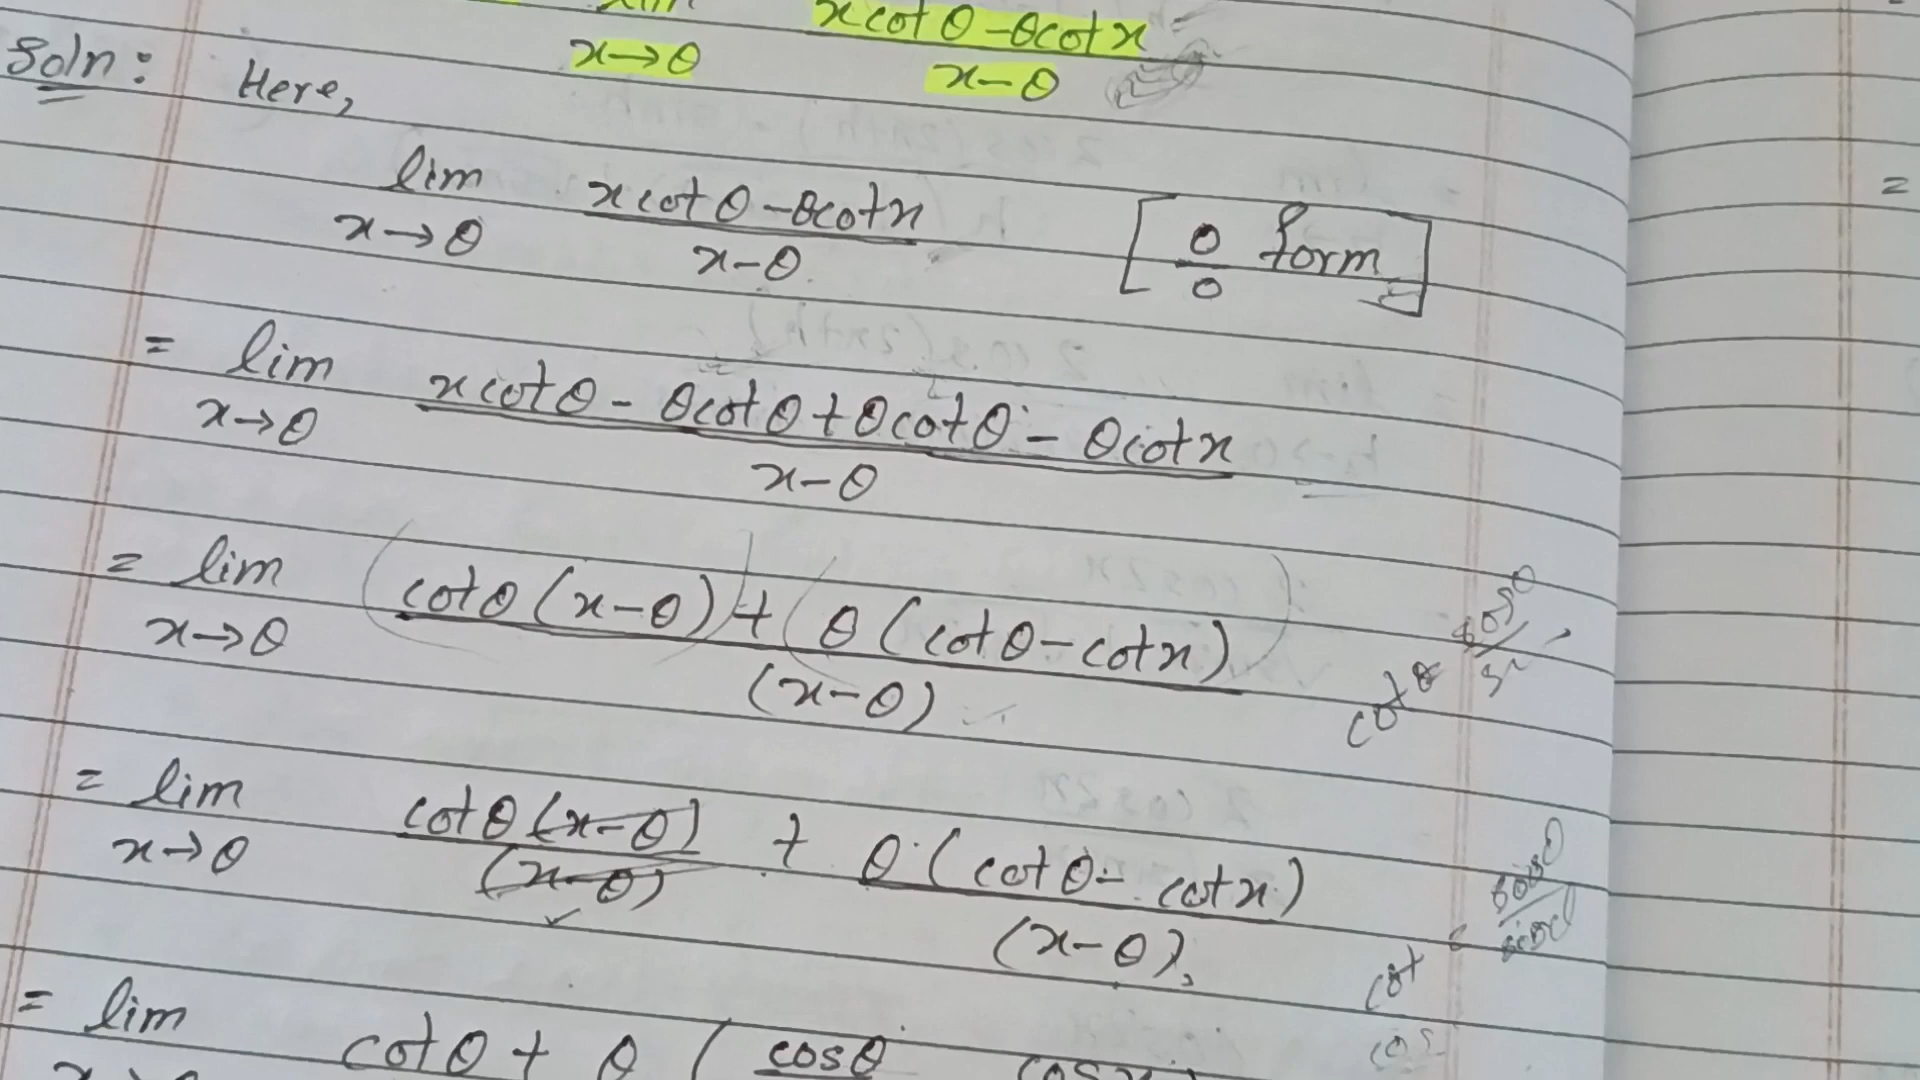 x cot θ - θ cot x
x→θ x-θ
Soln: Here,
lim x cot θ - θ cot x [0/0 form]
x→θ x-θ
= lim x cot θ - θ cot θ + θ cot θ - θ cot x
x→θ x-θ
= lim cot θ (x-θ) + θ (cot θ - cot x)
x→θ (x-θ)
= lim cot θ (x-θ) + θ (cot θ - cot x)
x→θ (x-θ) (x-θ)
= lim cot θ + θ ( cos θ